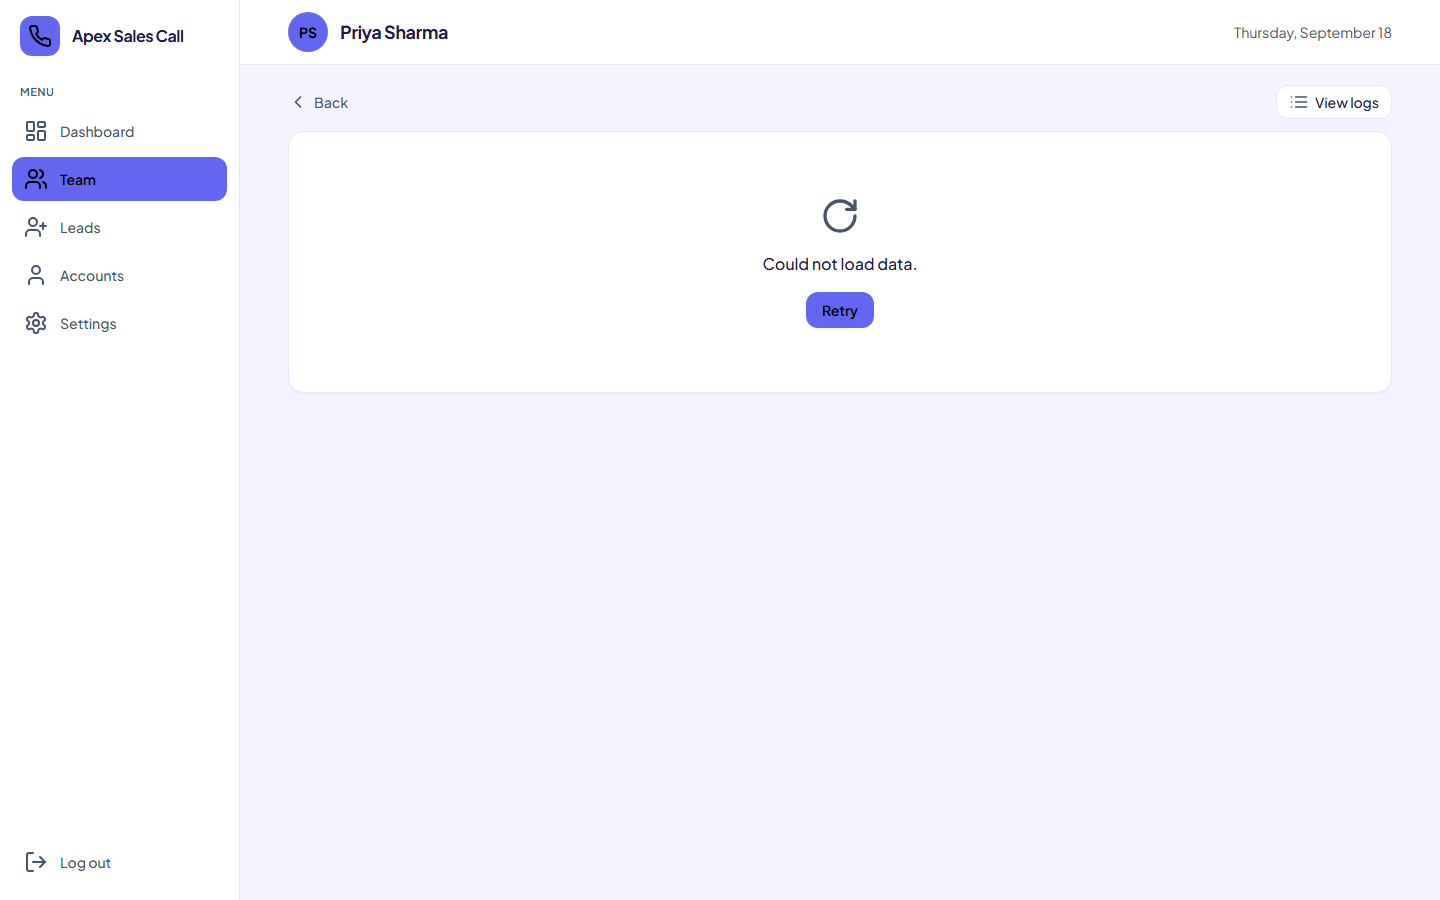 Apex Sales Call
MENU
Dashboard
Team
Leads
Accounts
Settings
Log out
PS
Priya Sharma
Thursday, September 18
Back
View logs
Could not load data.
Retry